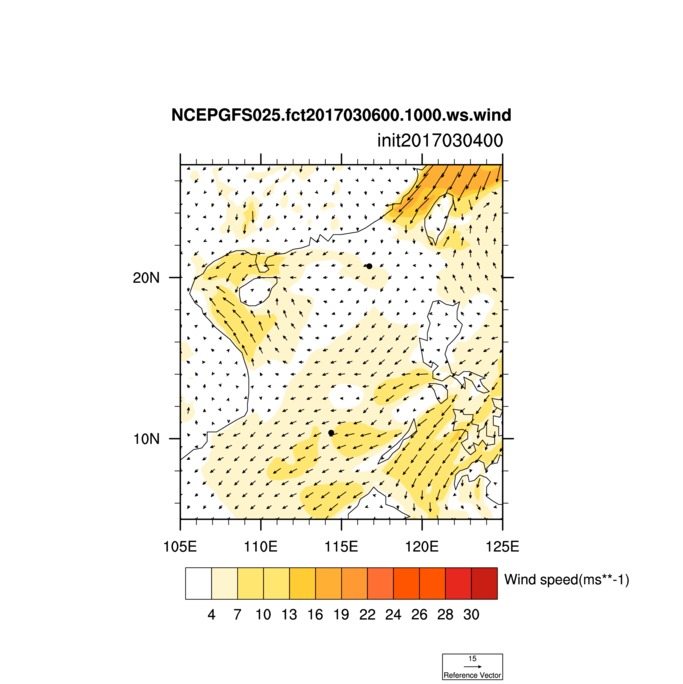 NCEPGFS025.fct2017030600.1000.ws.wind
init2017030400
20N
10N
105E 110E 115E 120E 125E
Wind speed(ms**-1)
4 7 10 13 16 19 22 24 26 28 30
15
Reference Vector